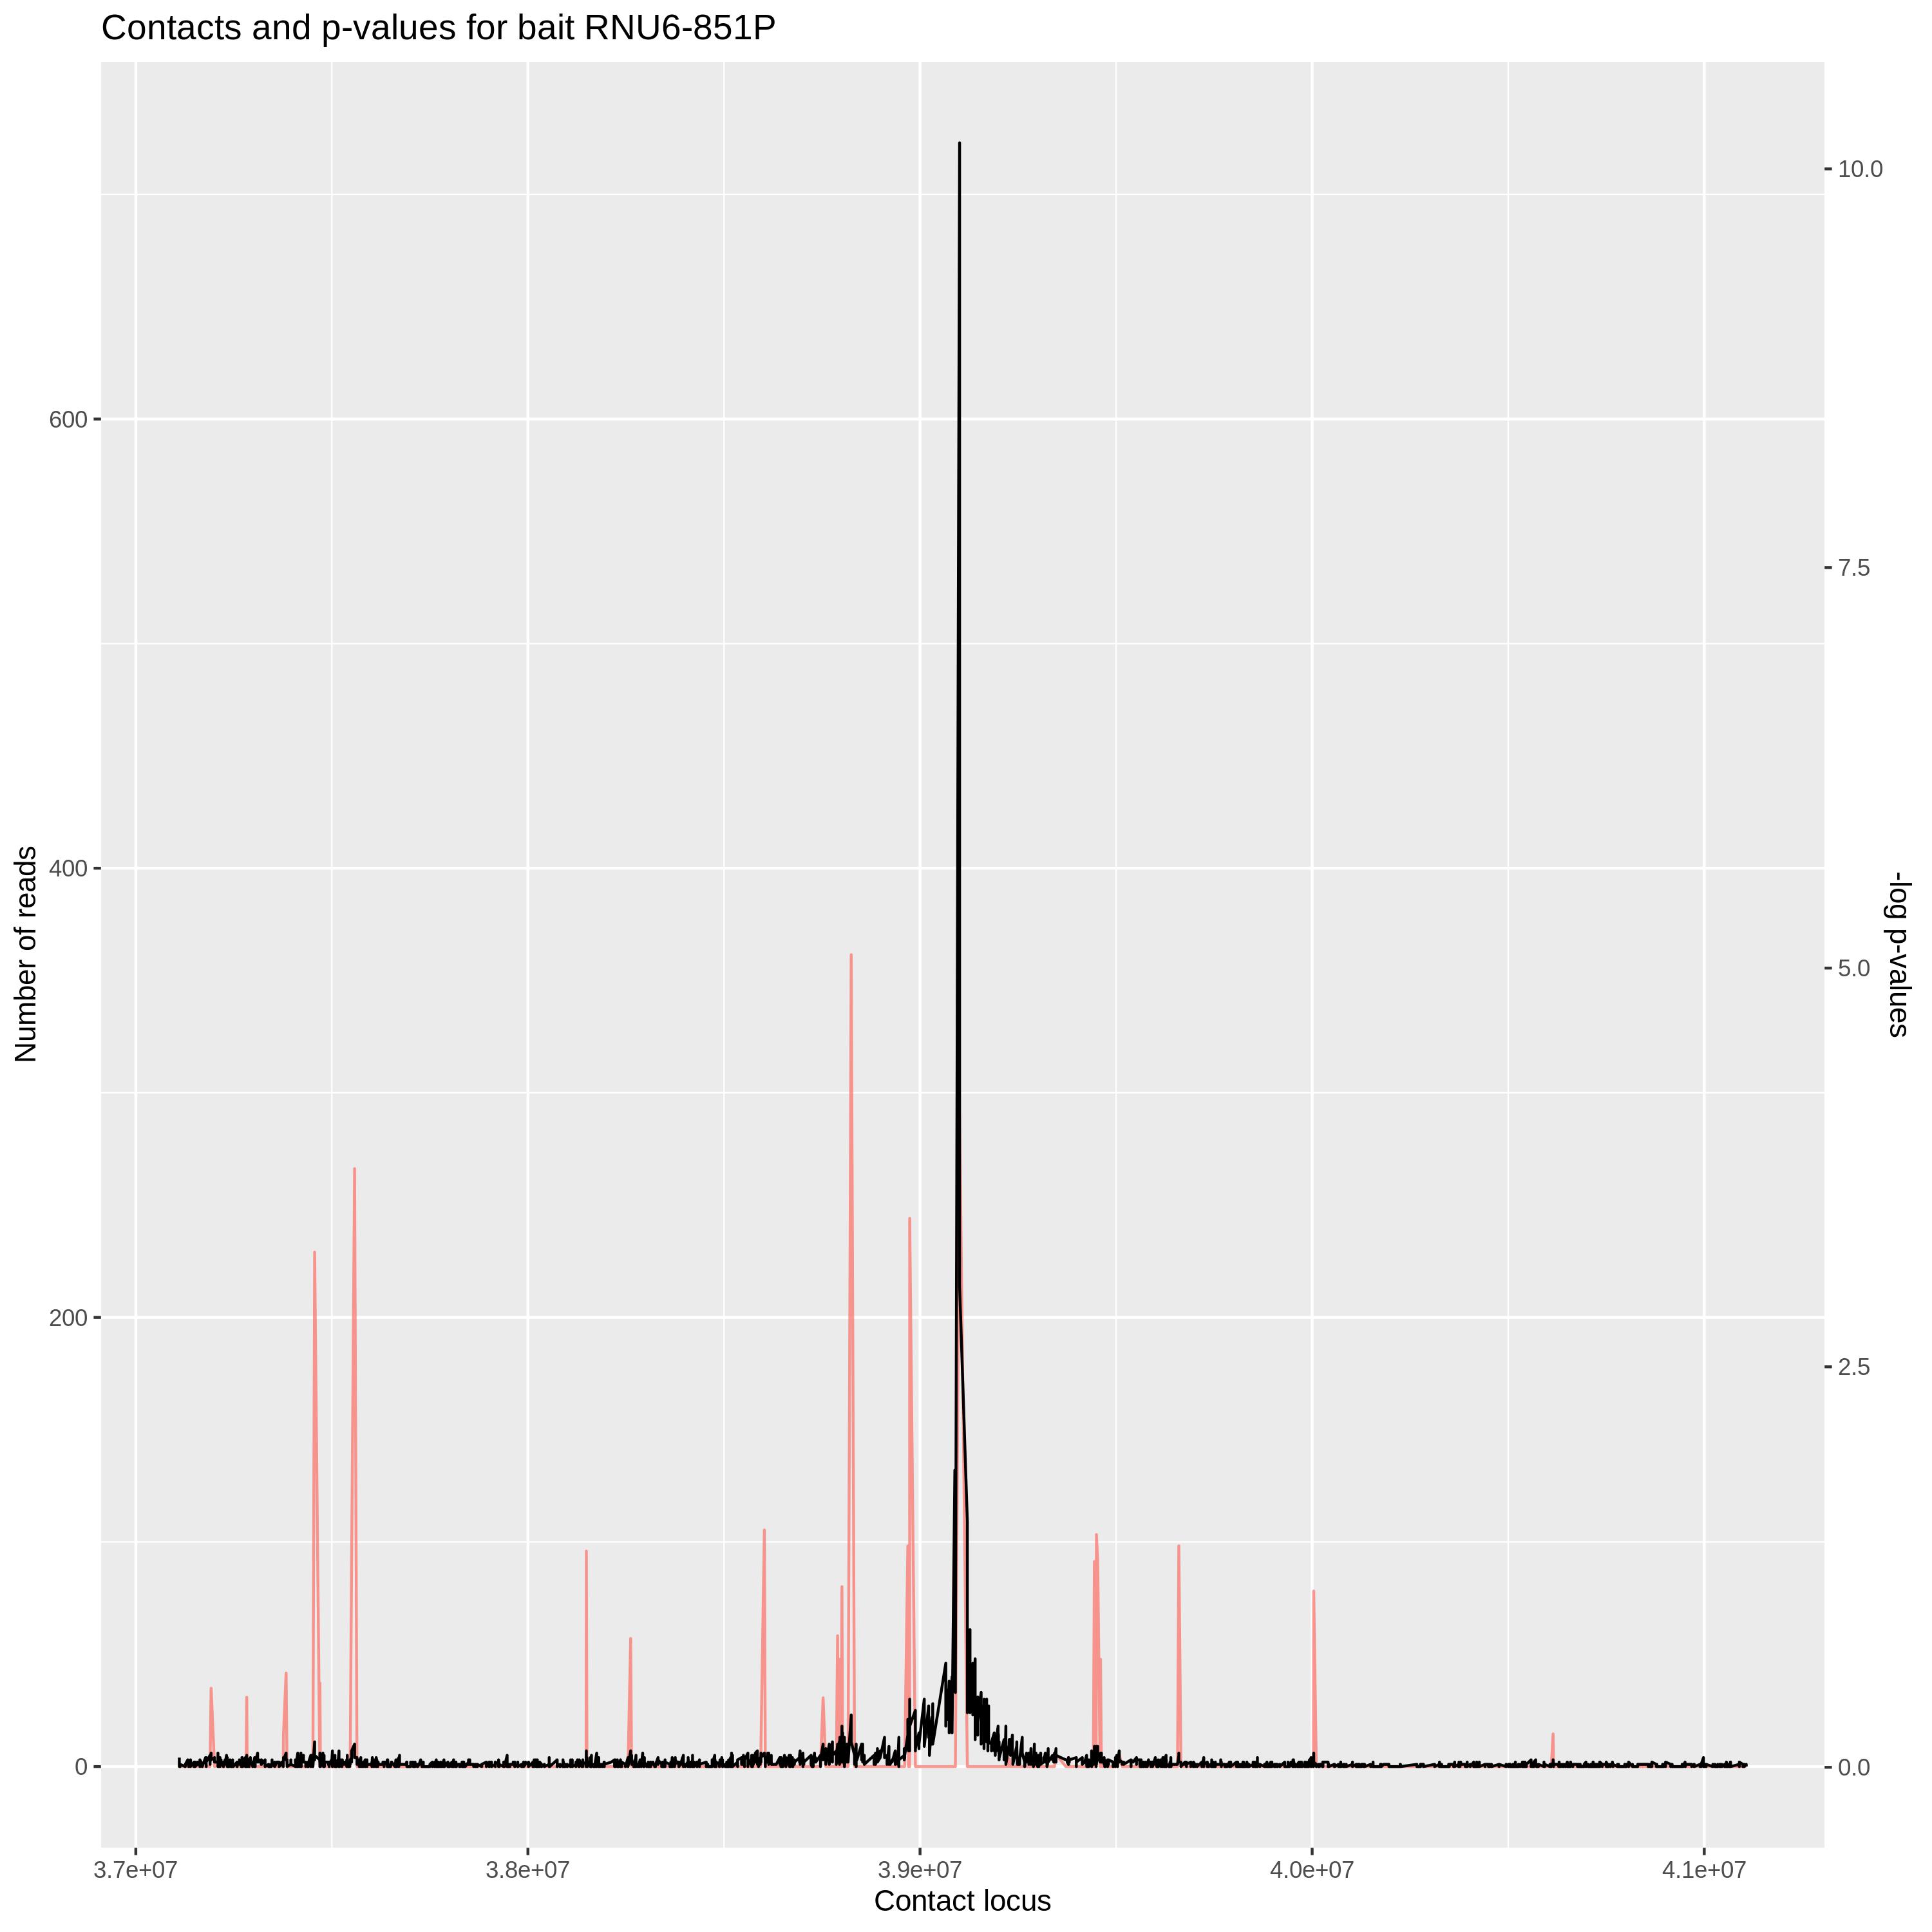 Contacts and p-values for bait RNU6-851P
Number of reads
600
400
200
0
10.0
7.5
5.0
2.5
0.0
-log p-values
3.7e+07
3.8e+07
3.9e+07
4.0e+07
4.1e+07
Contact locus